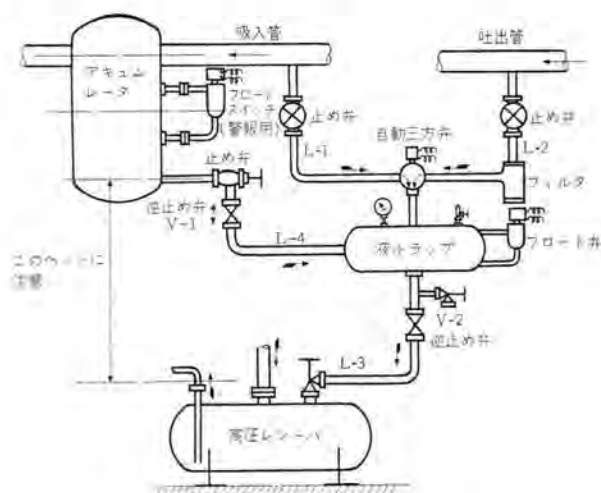 吸入管
吐出管
アキュム
レータ
フロート
スイッチ
(警報用)
止め弁
止め弁
自動三方弁
L-1
L-2
止め弁
フィルタ
逆止め弁
V-1
L-4
液トラップ
フロート弁
このヘッドに
注意
V-2
逆止め弁
L-3
高圧レシーバ